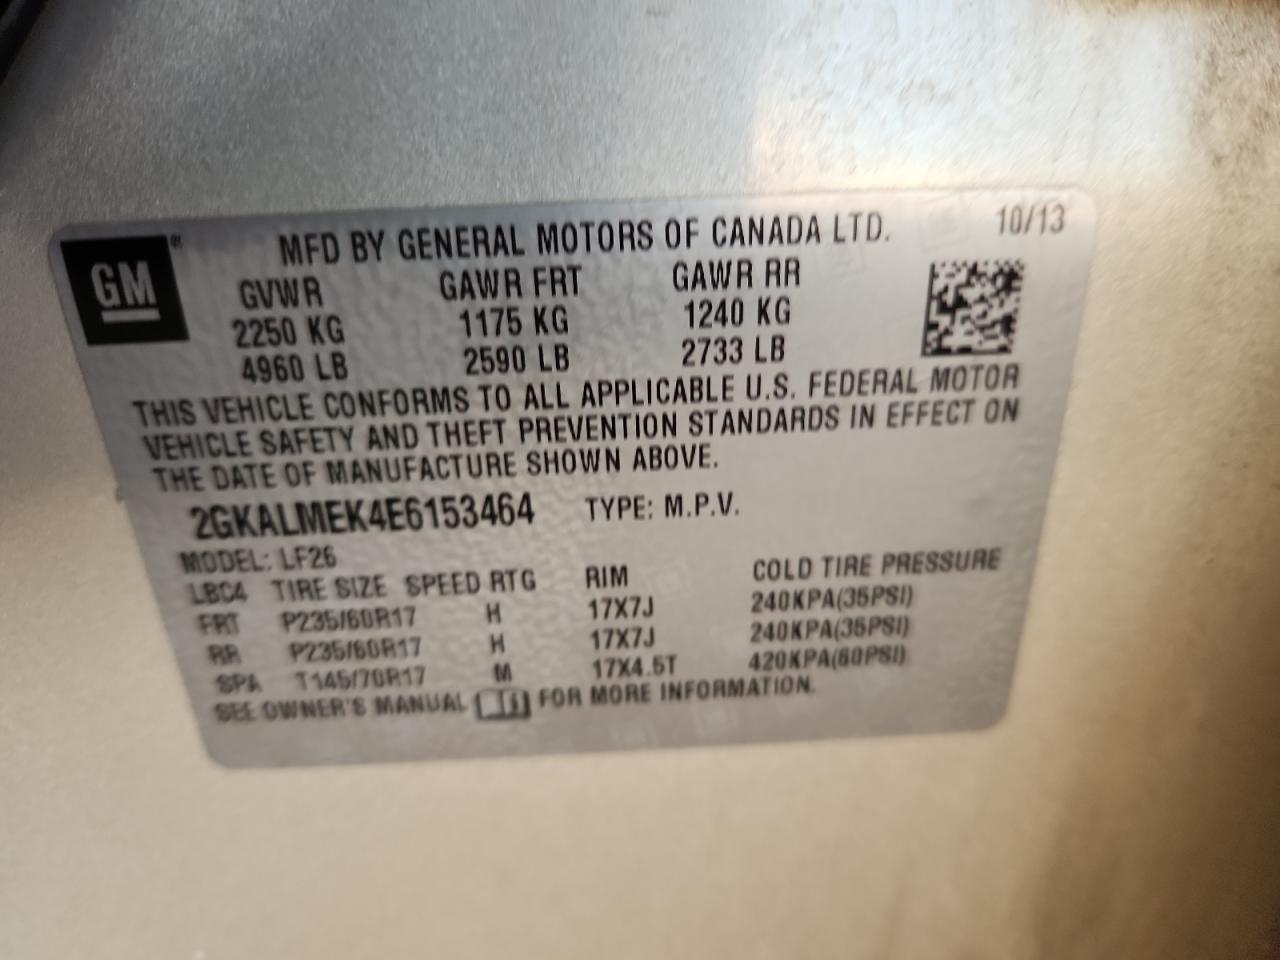 GM
MFD BY GENERAL MOTORS OF CANADA LTD. 10/13
GVWR GAWR FRT GAWR RR
2250 KG 1175 KG 1240 KG
4960 LB 2590 LB 2733 LB
THIS VEHICLE CONFORMS TO ALL APPLICABLE U.S. FEDERAL MOTOR
VEHICLE SAFETY AND THEFT PREVENTION STANDARDS IN EFFECT ON
THE DATE OF MANUFACTURE SHOWN ABOVE.
2GKALMEK4E6153464 TYPE: M.P.V.
MODEL: LF26
LBC4 TIRE SIZE SPEED RTG RIM COLD TIRE PRESSURE
FRT P235/60R17 H 17X7J 240KPA(35PSI)
RR P235/60R17 H 17X7J 240KPA(35PSI)
SPA T145/70R17 M 17X4.5T 420KPA(60PSI)
SEE OWNER'S MANUAL FOR MORE INFORMATION.